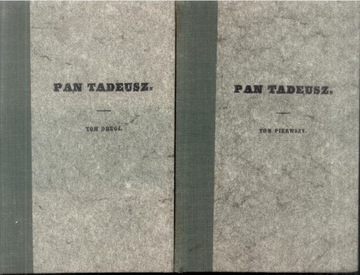 PAN TADEUSZ.
TOM DRUGI.
PAN TADEUSZ.
TOM PIERWSZY.